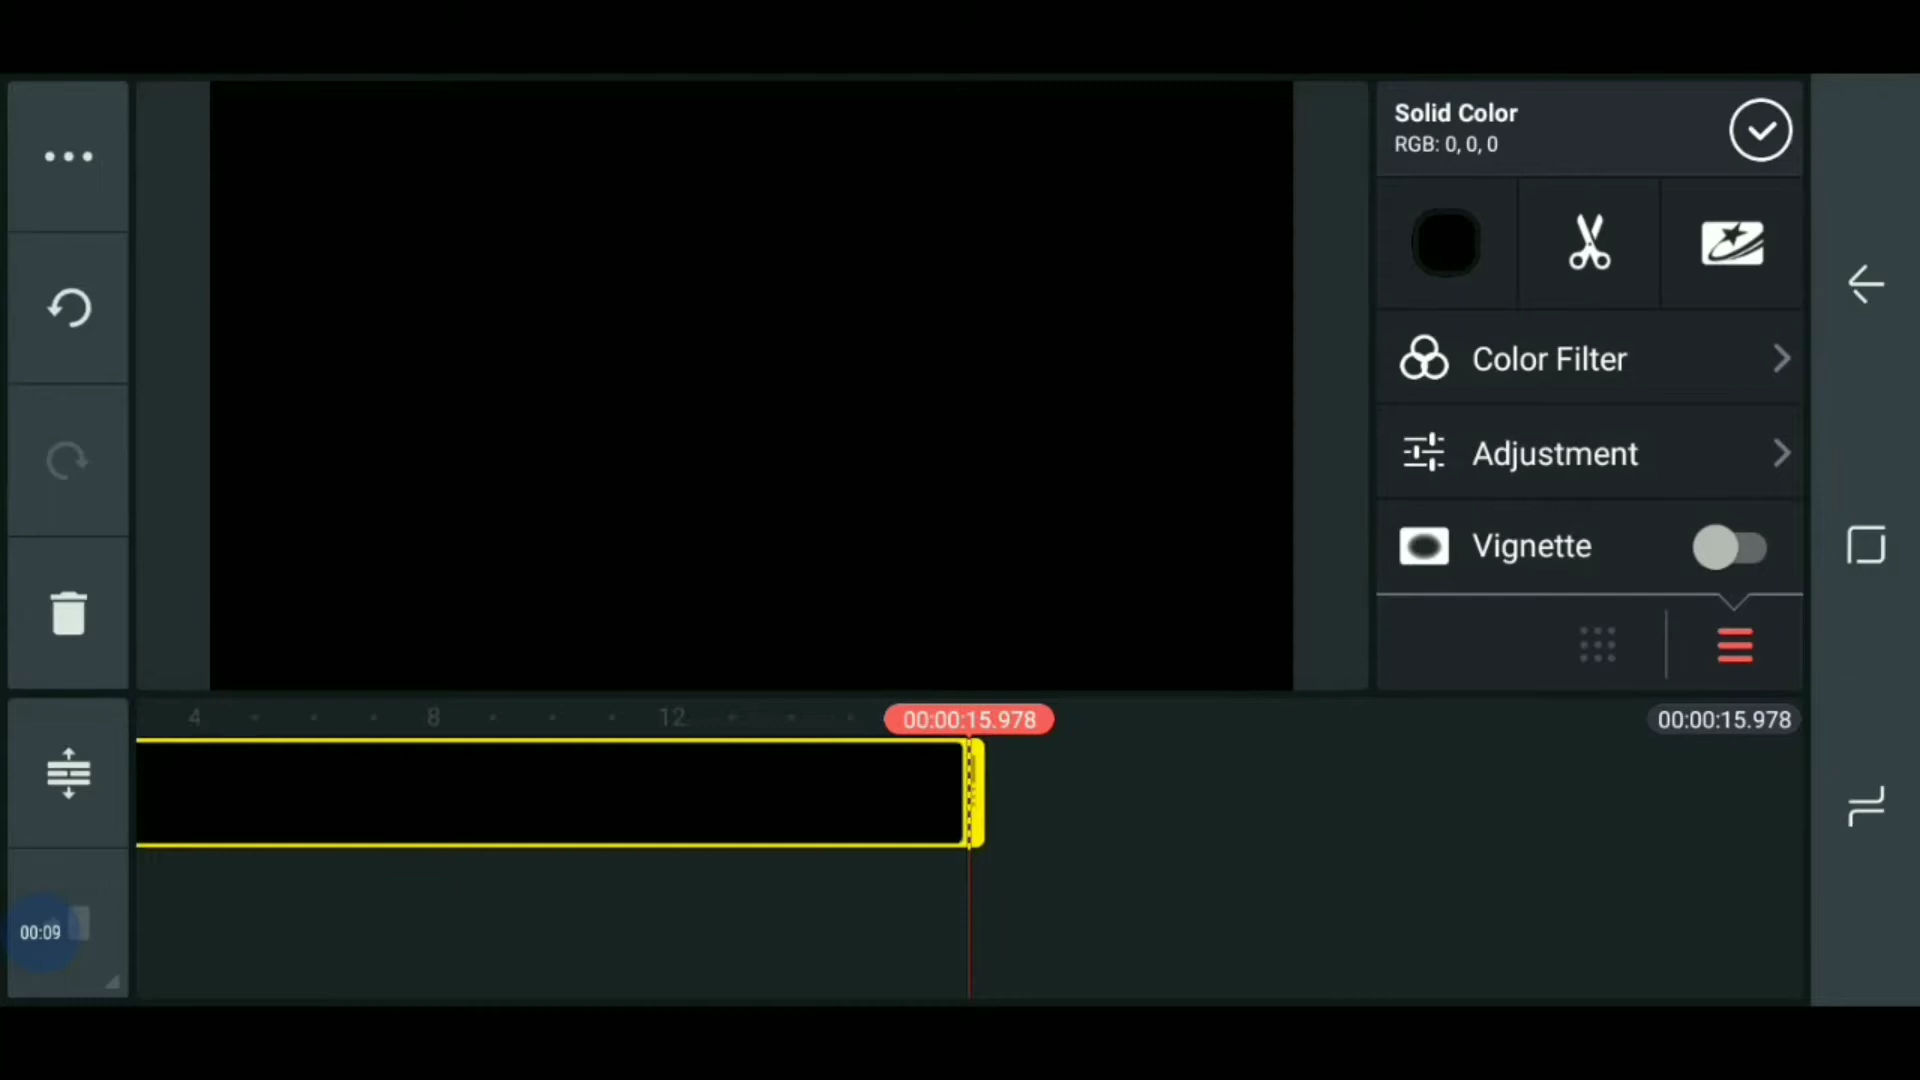 Solid Color
RGB: 0, 0, 0
Color Filter
Adjustment
Vignette
4
8
12
00:00:15.978
00:00:15.978
00:09